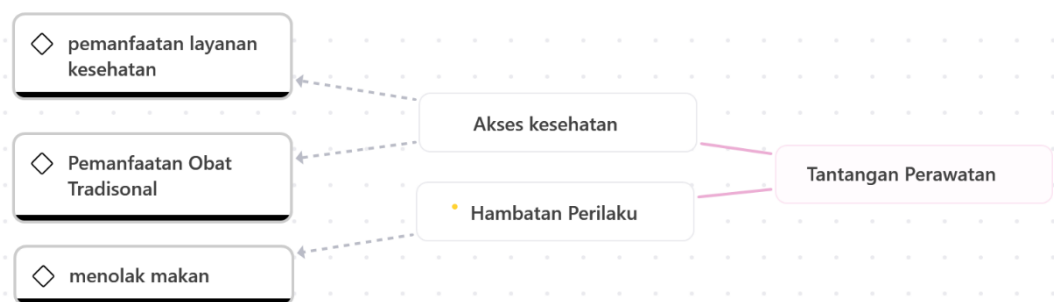 pemanfaatan layanan
kesehatan
Akses kesehatan
Pemanfaatan Obat
Tradisonal
Tantangan Perawatan
Hambatan Perilaku
menolak makan